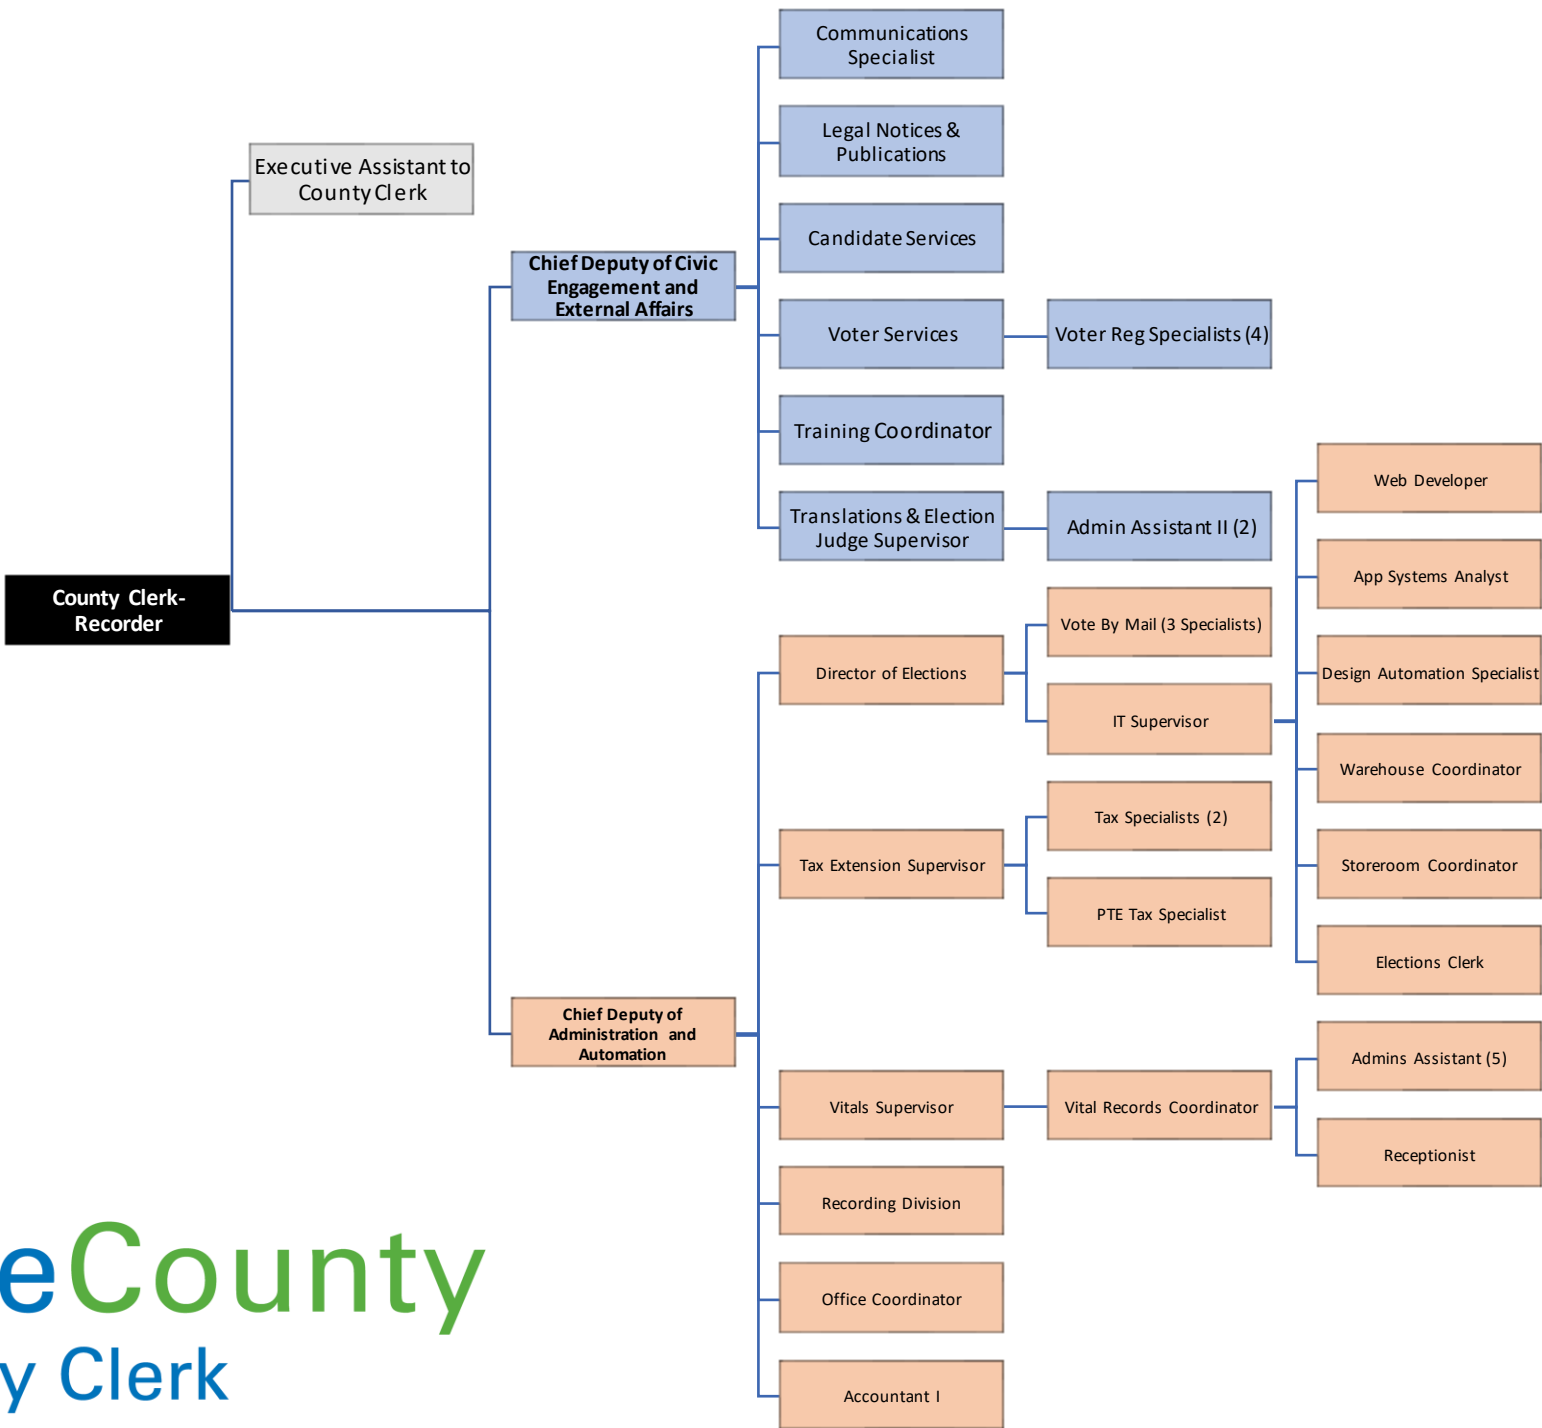 Communications
Specialist
Legal Notices &
Publications
Executive Assistant to
County Clerk
Candidate Services
Chief Deputy of Civic
Engagement and
External Affairs
Voter Services
Voter Reg Specialists (4)
Training Coordinator
Web Developer
Translations & Election
Judge Supervisor
Admin Assistant II (2)
App Systems Analyst
County Clerk-
Recorder
Vote By Mail (3 Specialists)
Director of Elections
Design Automation Specialist
IT Supervisor
Warehouse Coordinator
Tax Specialists (2)
Tax Extension Supervisor
Storeroom Coordinator
PTE Tax Specialist
Elections Clerk
Chief Deputy of
Administration and
Automation
Admins Assistant (5)
Vitals Supervisor
Vital Records Coordinator
Receptionist
Recording Division
Office Coordinator
Accountant I
eCounty
y Clerk